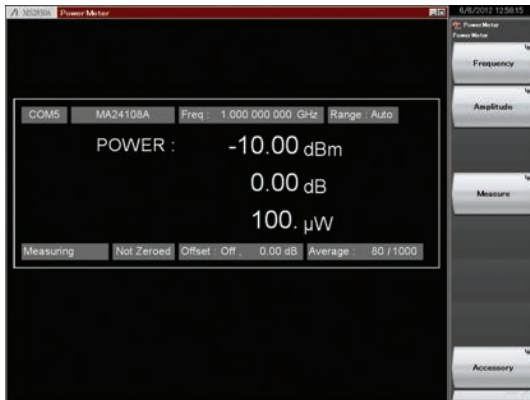 MS2830A Power Meter 6/6/2012 12:58:15
Power Meter
Power Meter
Frequency
Amplitude
COM5 MA24108A Freq : 1.000 000 000 GHz Range : Auto
POWER : -10.00 dBm
0.00 dB
100. µW
Measure
Measuring Not Zeroed Offset : Off , 0.00 dB Average : 80 / 1000
Accessory